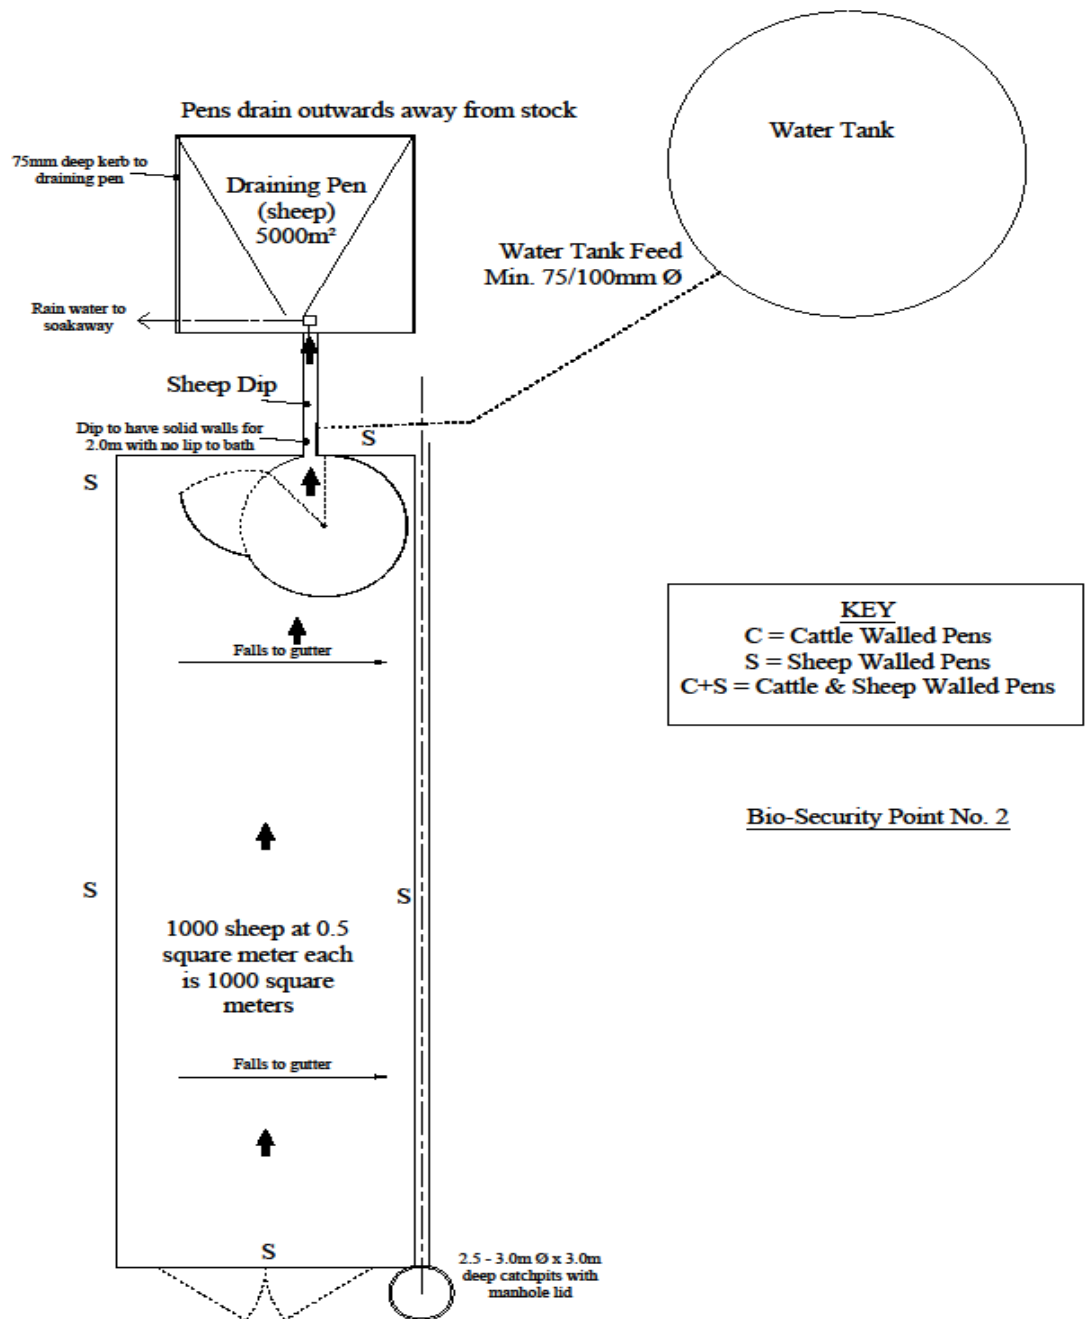 Pens drain outwards away from stock
Water Tank
75mm deep kerb to
draining pen
Draining Pen
(sheep)
5000m²
Water Tank Feed
Min. 75/100mm Ø
Rain water to
soakaway
Sheep Dip
Dip to have solid walls for
2.0m with no lip to bath
S
S
Falls to gutter
KEY
C = Cattle Walled Pens
S = Sheep Walled Pens
C+S = Cattle & Sheep Walled Pens
Bio-Security Point No. 2
S
S
1000 sheep at 0.5
square meter each
is 1000 square
meters
Falls to gutter
S
2.5 - 3.0m Ø x 3.0m
deep catchpits with
manhole lid